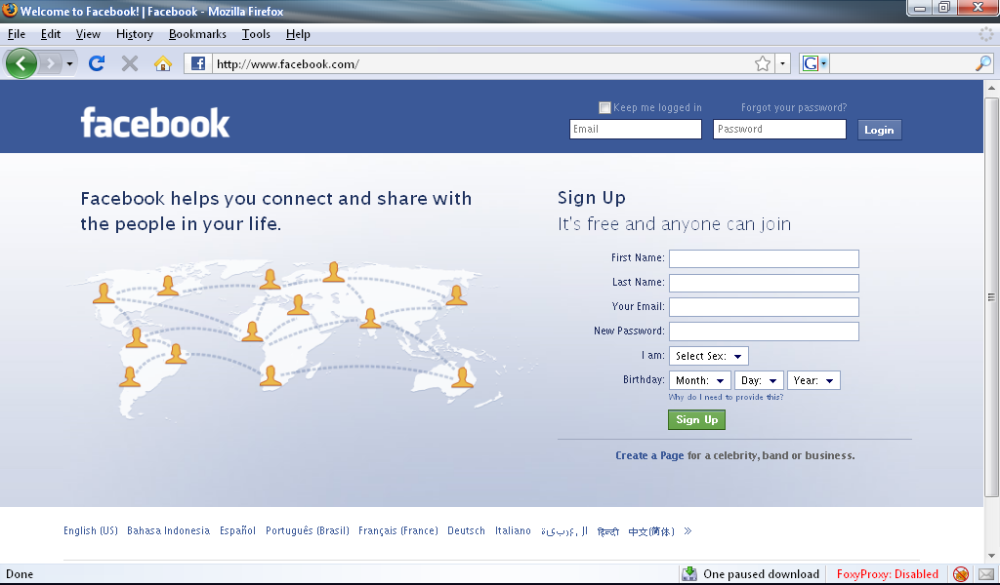 Welcome to Facebook! | Facebook - Mozilla Firefox
File Edit View History Bookmarks Tools Help
http://www.facebook.com/
G
facebook
Keep me logged in Forgot your password?
Email Password Login
Facebook helps you connect and share with
the people in your life.
Sign Up
It's free and anyone can join
First Name:
Last Name:
Your Email:
New Password:
I am: Select Sex:
Birthday: Month: Day: Year:
Why do I need to provide this?
Sign Up
Create a Page for a celebrity, band or business.
English (US) Bahasa Indonesia Español Português (Brasil) Français (France) Deutsch Italiano العربية हिन्दी 中文(简体) »
Done One paused download FoxyProxy: Disabled